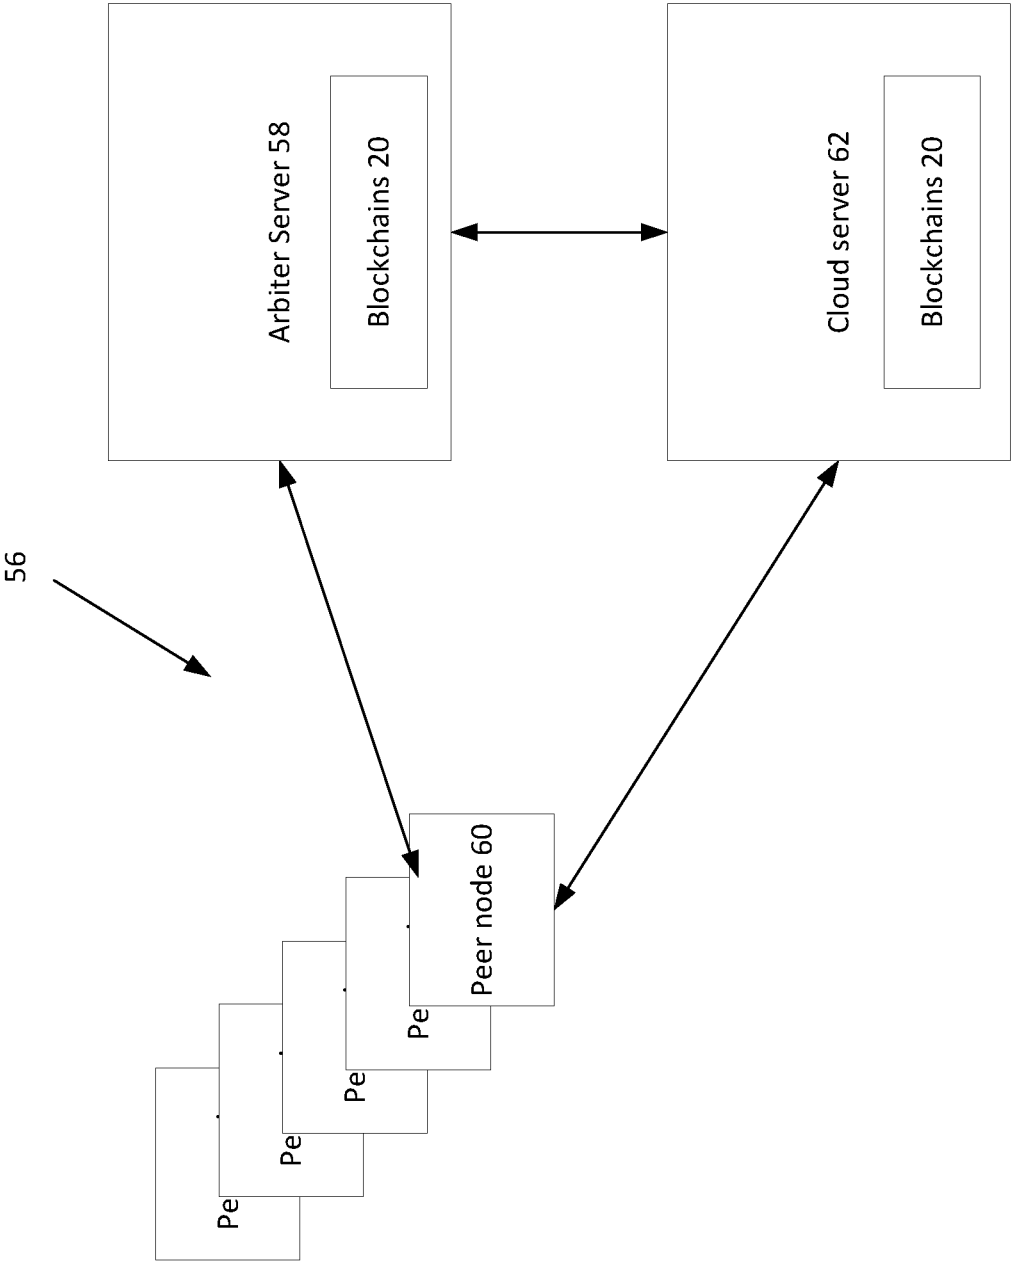 56
Arbiter Server 58
Blockchains 20
Cloud server 62
Blockchains 20
Peer node 60
Pe
Pe
Pe
Pe